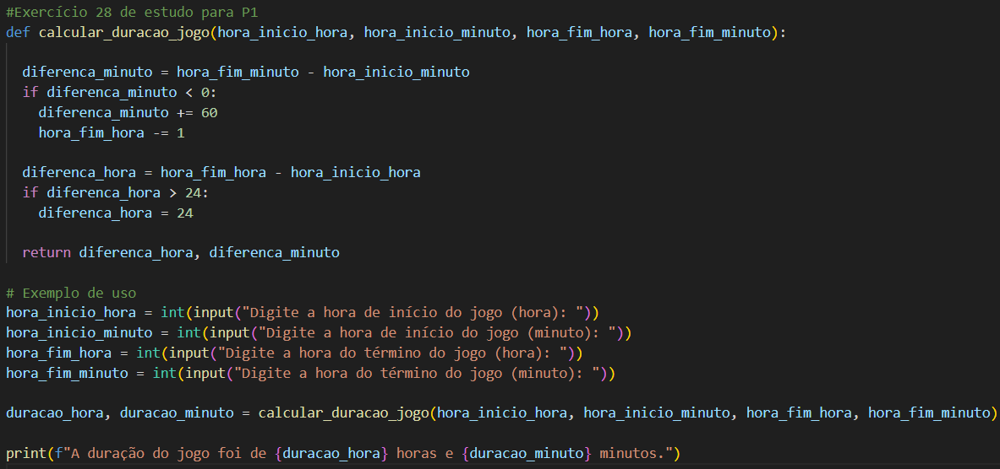 #Exercício 28 de estudo para P1
def calcular_duracao_jogo(hora_inicio_hora, hora_inicio_minuto, hora_fim_hora, hora_fim_minuto):
diferenca_minuto = hora_fim_minuto - hora_inicio_minuto
if diferenca_minuto < 0:
diferenca_minuto += 60
hora_fim_hora -= 1
diferenca_hora = hora_fim_hora - hora_inicio_hora
if diferenca_hora > 24:
diferenca_hora = 24
return diferenca_hora, diferenca_minuto
# Exemplo de uso
hora_inicio_hora = int(input("Digite a hora de início do jogo (hora): "))
hora_inicio_minuto = int(input("Digite a hora de início do jogo (minuto): "))
hora_fim_hora = int(input("Digite a hora do término do jogo (hora): "))
hora_fim_minuto = int(input("Digite a hora do término do jogo (minuto): "))
duracao_hora, duracao_minuto = calcular_duracao_jogo(hora_inicio_hora, hora_inicio_minuto, hora_fim_hora, hora_fim_minuto)
print(f"A duração do jogo foi de {duracao_hora} horas e {duracao_minuto} minutos.")